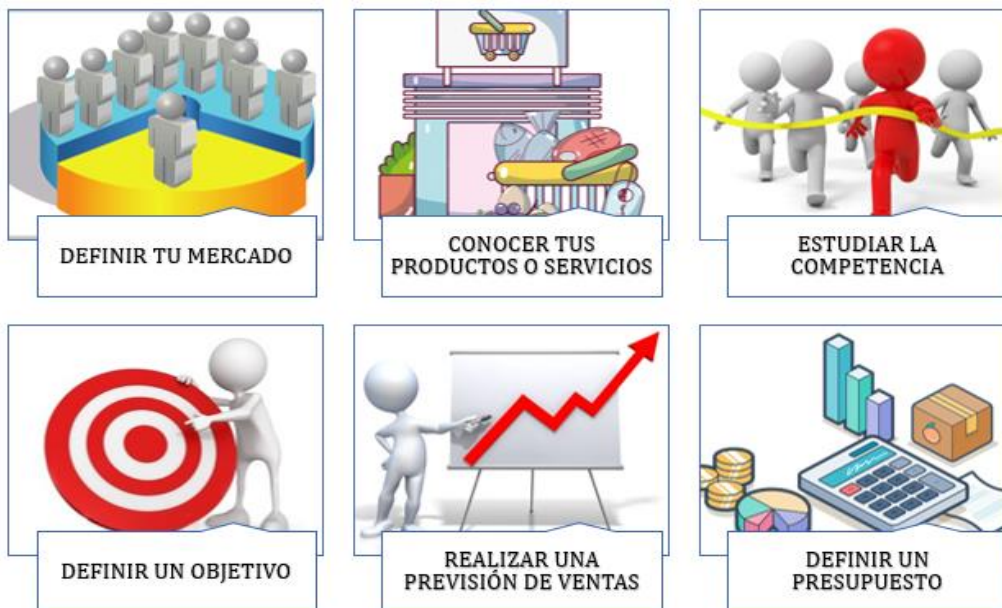 DEFINIR TU MERCADO
CONOCER TUS
PRODUCTOS O SERVICIOS
ESTUDIAR LA
COMPETENCIA
DEFINIR UN OBJETIVO
REALIZAR UNA
PREVISIÓN DE VENTAS
DEFINIR UN
PRESUPUESTO